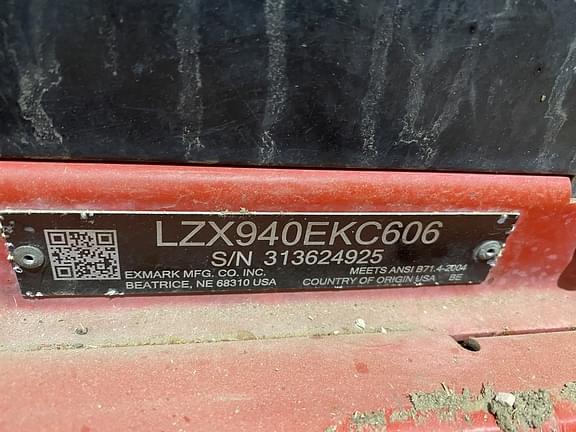 LZX940EKC606
S/N 313624925
EXMARK MFG. CO. INC. MEETS ANSI B71.4-2004
BEATRICE, NE 68310 USA COUNTRY OF ORIGIN USA BE